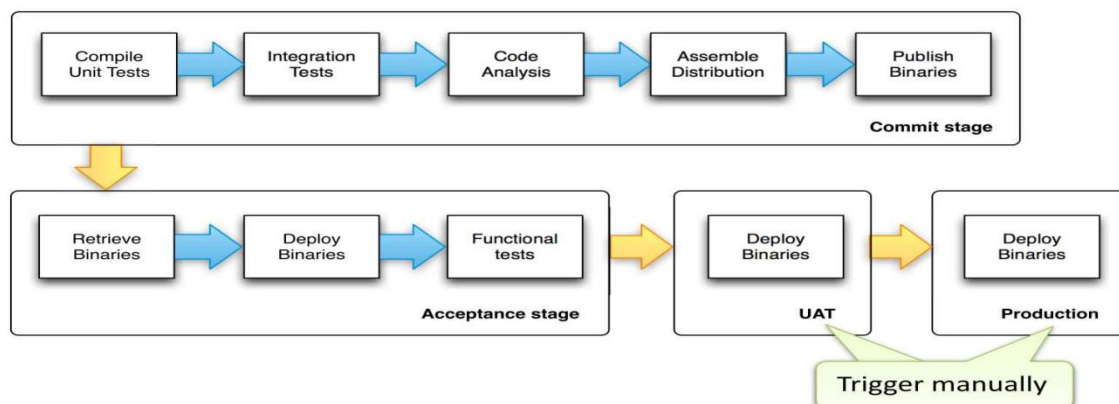 Compile
Unit Tests
Integration
Tests
Code
Analysis
Assemble
Distribution
Publish
Binaries
Commit stage
Retrieve
Binaries
Deploy
Binaries
Functional
tests
Acceptance stage
Deploy
Binaries
UAT
Deploy
Binaries
Production
Trigger manually